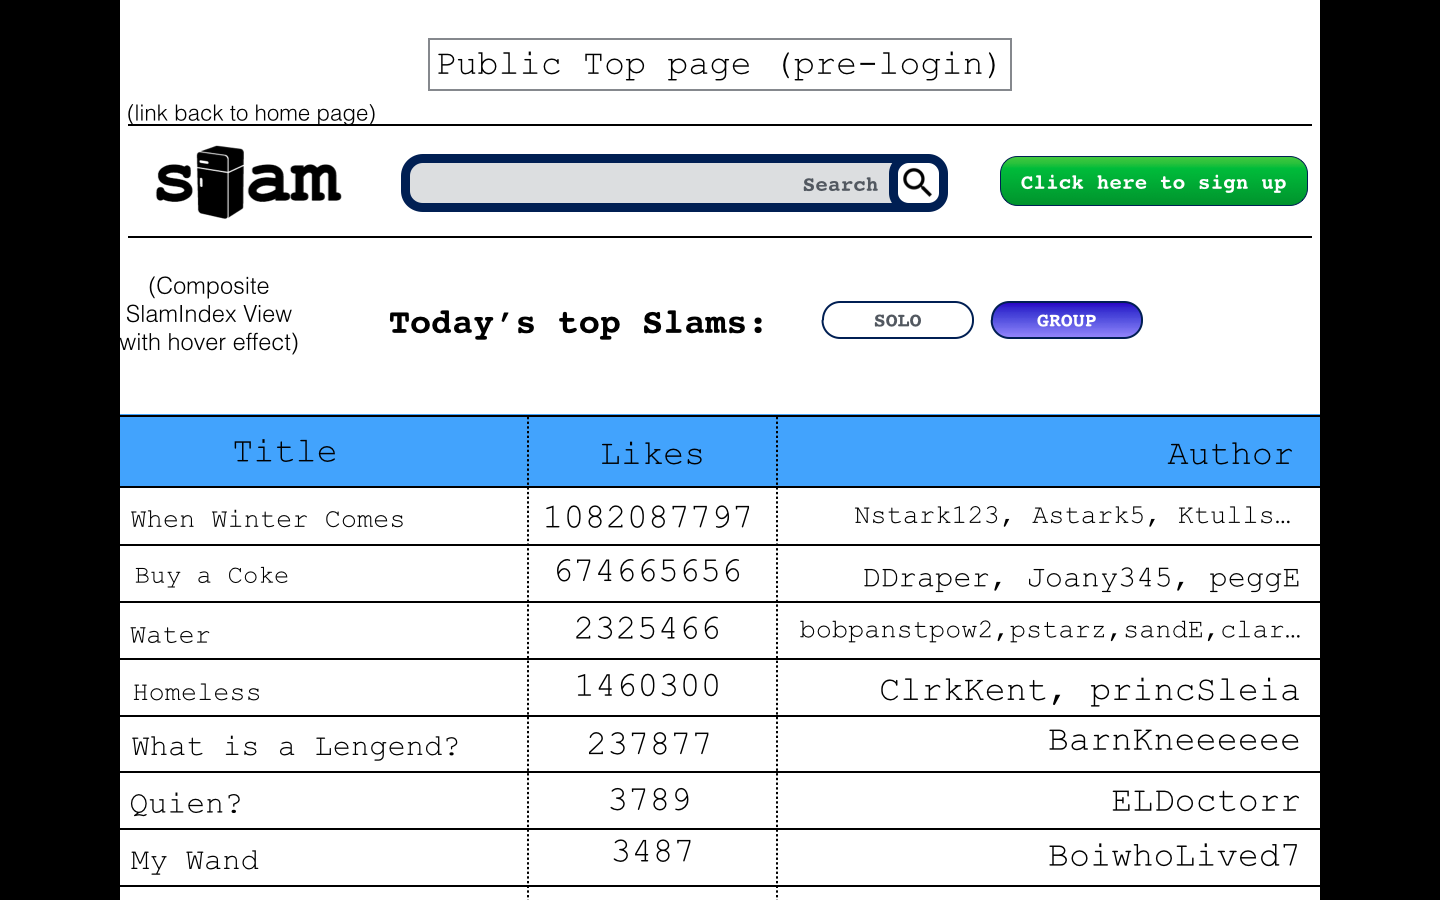 Public Top page (pre-login)
(link back to home page)
slam
Search
Click here to sign up
(Composite
SlamIndex View
with hover effect)
Today’s top Slams:
SOLO
GROUP
Title Likes Author
When Winter Comes 1082087797 Nstark123, Astark5, Ktulls…
Buy a Coke 674665656 DDraper, Joany345, peggE
Water 2325466 bobpanstpow2,pstarz,sandE,clar…
Homeless 1460300 ClrkKent, princSleia
What is a Lengend? 237877 BarnKneeeeee
Quien? 3789 ELDoctorr
My Wand 3487 BoiwhoLived7